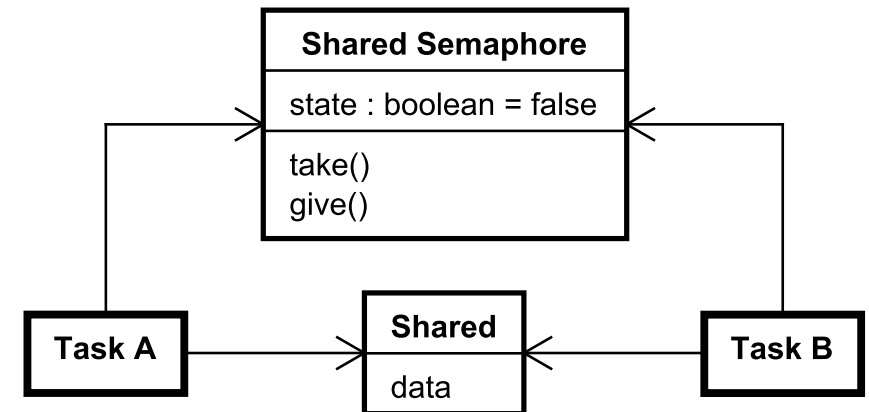 Shared Semaphore
state : boolean = false
take()
give()
Task A
Shared
data
Task B